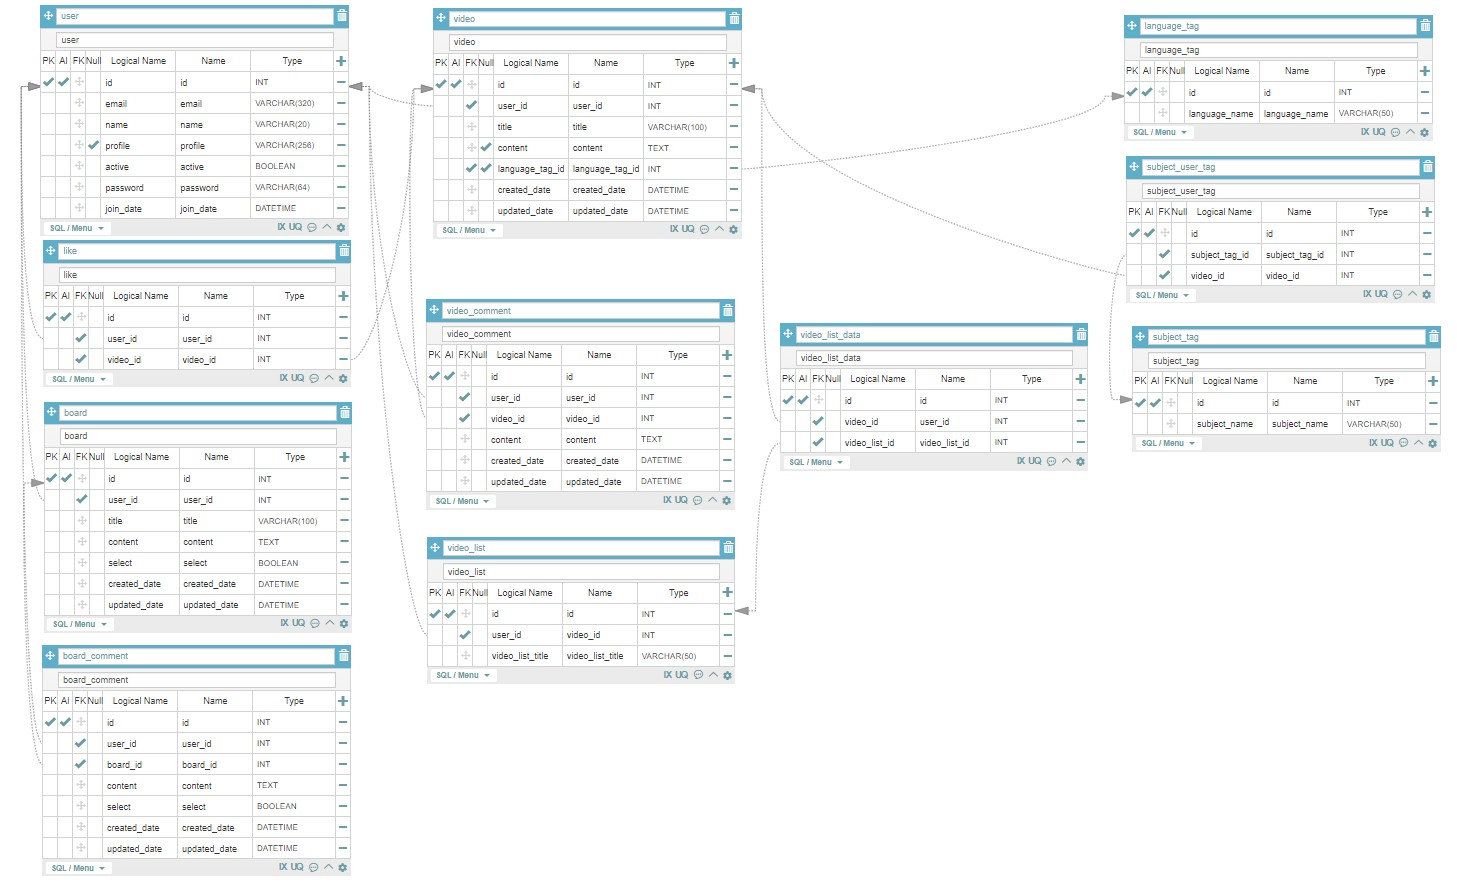 user
user
PK AI FK Null Logical Name Name Type
id id INT
email email VARCHAR(320)
name name VARCHAR(20)
profile profile VARCHAR(256)
active active BOOLEAN
password password VARCHAR(64)
join_date join_date DATETIME
SQL / Menu IX UQ
like
like
PK AI FK Null Logical Name Name Type
id id INT
user_id user_id INT
video_id video_id INT
SQL / Menu IX UQ
board
board
PK AI FK Null Logical Name Name Type
id id INT
user_id user_id INT
title title VARCHAR(100)
content content TEXT
select select BOOLEAN
created_date created_date DATETIME
updated_date updated_date DATETIME
SQL / Menu IX UQ
board_comment
board_comment
PK AI FK Null Logical Name Name Type
id id INT
user_id user_id INT
board_id board_id INT
content content TEXT
select select BOOLEAN
created_date created_date DATETIME
updated_date updated_date DATETIME
SQL / Menu IX UQ
video
video
PK AI FK Null Logical Name Name Type
id id INT
user_id user_id INT
title title VARCHAR(100)
content content TEXT
language_tag_id language_tag_id INT
created_date created_date DATETIME
updated_date updated_date DATETIME
SQL / Menu IX UQ
video_comment
video_comment
PK AI FK Null Logical Name Name Type
id id INT
user_id user_id INT
video_id video_id INT
content content TEXT
created_date created_date DATETIME
updated_date updated_date DATETIME
SQL / Menu IX UQ
video_list
video_list
PK AI FK Null Logical Name Name Type
id id INT
user_id video_id INT
video_list_title video_list_title VARCHAR(50)
SQL / Menu IX UQ
video_list_data
video_list_data
PK AI FK Null Logical Name Name Type
id id INT
video_id user_id INT
video_list_id video_list_id INT
SQL / Menu IX UQ
language_tag
language_tag
PK AI FK Null Logical Name Name Type
id id INT
language_name language_name VARCHAR(50)
SQL / Menu IX UQ
subject_user_tag
subject_user_tag
PK AI FK Null Logical Name Name Type
id id INT
subject_tag_id subject_tag_id INT
video_id video_id INT
SQL / Menu IX UQ
subject_tag
subject_tag
PK AI FK Null Logical Name Name Type
id id INT
subject_name subject_name VARCHAR(50)
SQL / Menu IX UQ